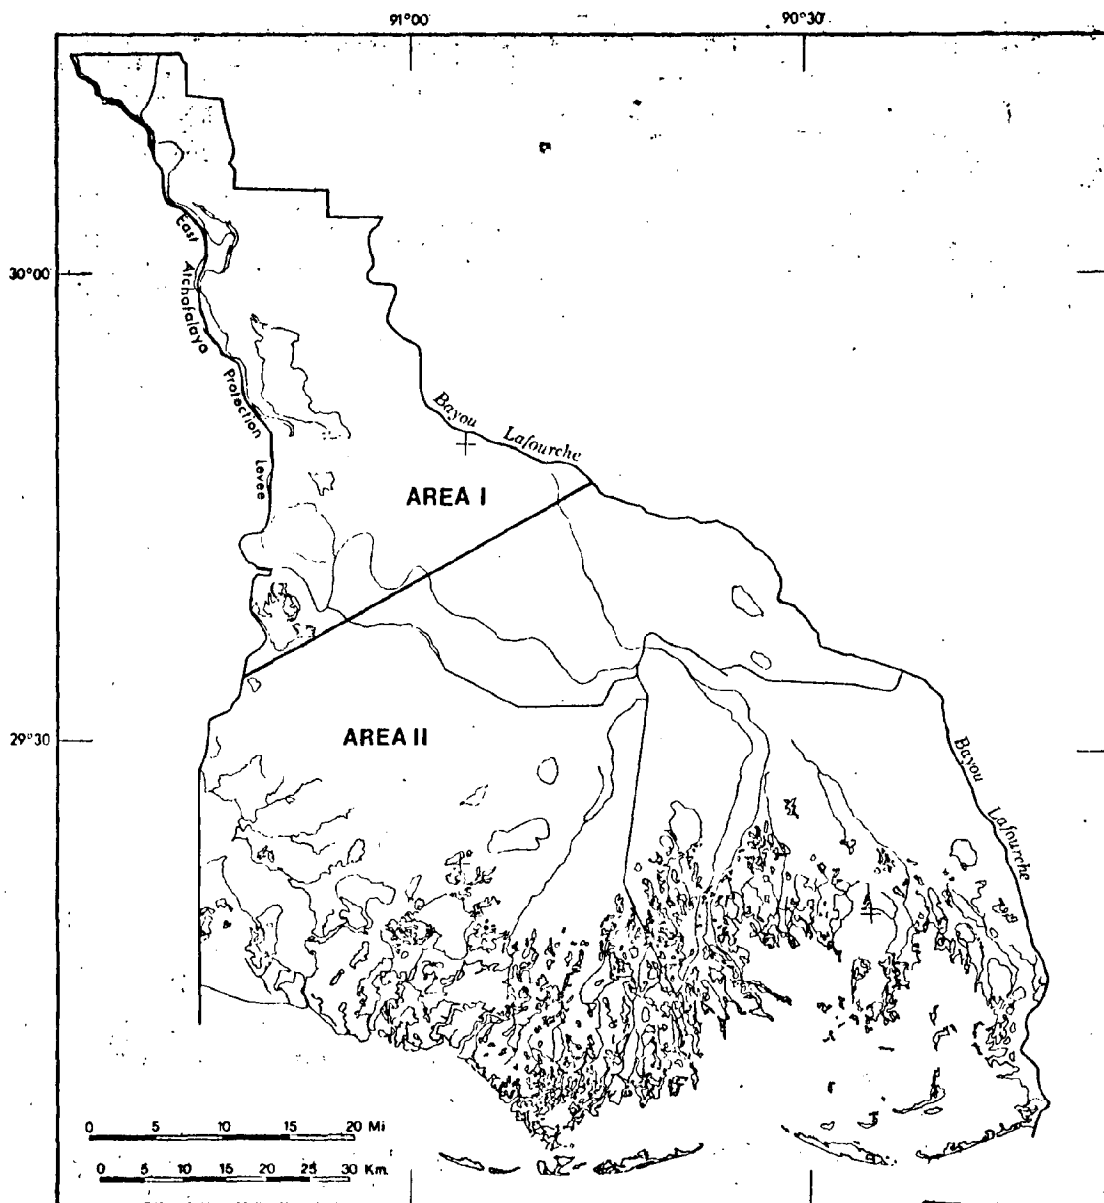 91°00'
90°30'
30°00'
East Atchafalaya Protection Levee
Bayou Lafourche
AREA I
AREA II
29°30'
Bayou Lafourche
0 5 10 15 20 Mi
0 5 10 15 20 25 30 Km.